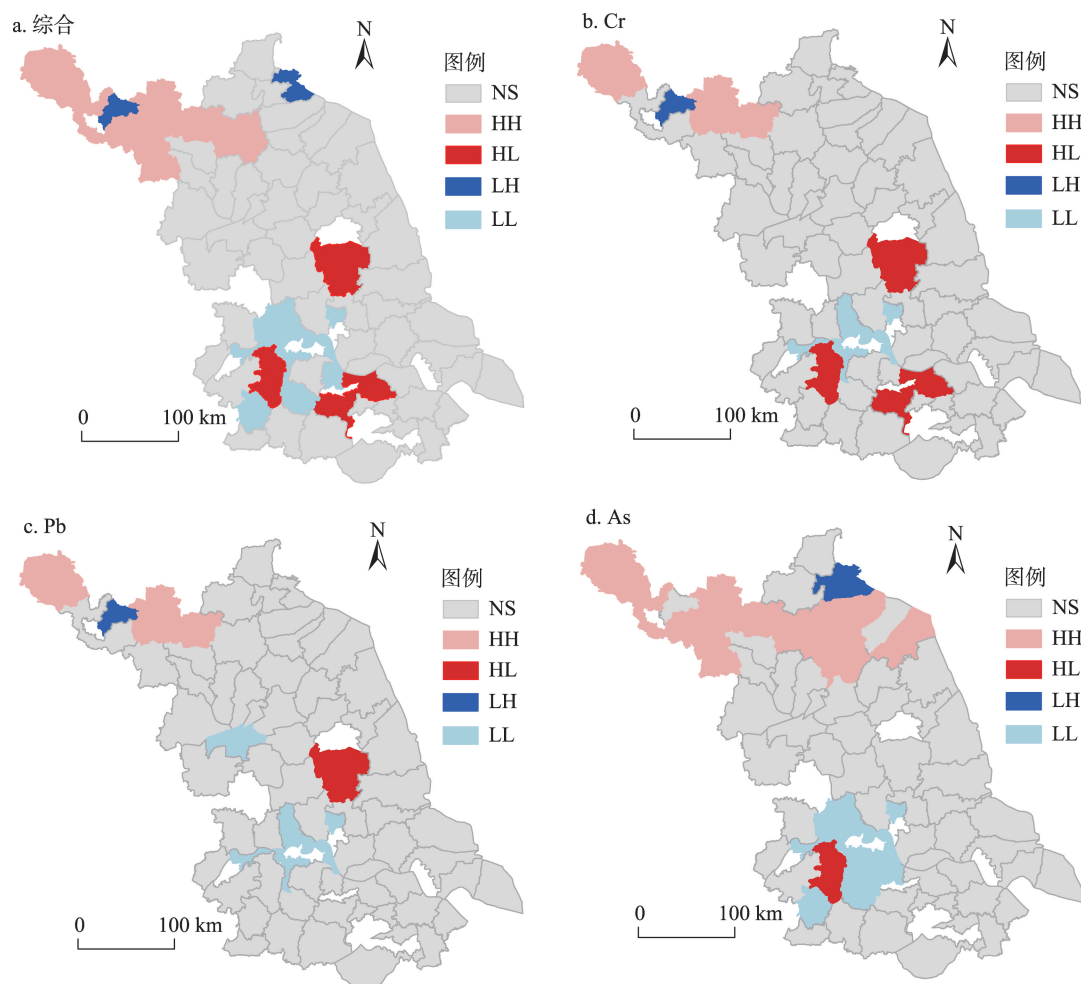 a. 综合
N
图例
NS
HH
HL
LH
LL
0 100 km
b. Cr
N
图例
NS
HH
HL
LH
LL
0 100 km
c. Pb
N
图例
NS
HH
HL
LH
LL
0 100 km
d. As
N
图例
NS
HH
HL
LH
LL
0 100 km